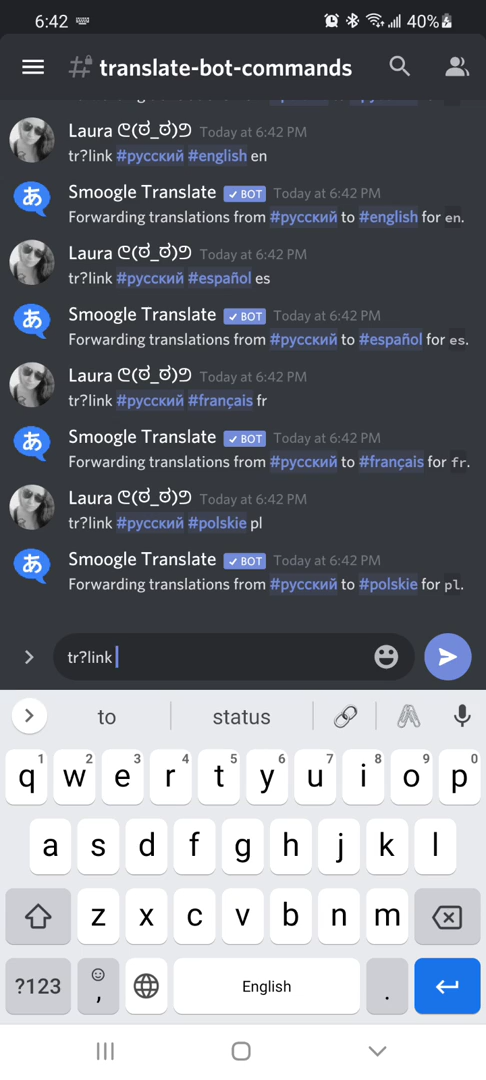 6:42
40%
# translate-bot-commands
Laura ლ(ಠ_ಠ)ლ Today at 6:42 PM
tr?link #русский #english en
Smoogle Translate ✓ BOT Today at 6:42 PM
Forwarding translations from #русский to #english for en.
Laura ლ(ಠ_ಠ)ლ Today at 6:42 PM
tr?link #русский #español es
Smoogle Translate ✓ BOT Today at 6:42 PM
Forwarding translations from #русский to #español for es.
Laura ლ(ಠ_ಠ)ლ Today at 6:42 PM
tr?link #русский #français fr
Smoogle Translate ✓ BOT Today at 6:42 PM
Forwarding translations from #русский to #français for fr.
Laura ლ(ಠ_ಠ)ლ Today at 6:42 PM
tr?link #русский #polskie pl
Smoogle Translate ✓ BOT Today at 6:42 PM
Forwarding translations from #русский to #polskie for pl.
tr?link
to status
1 2 3 4 5 6 7 8 9 0
q w e r t y u i o p
a s d f g h j k l
z x c v b n m
?123 , English .